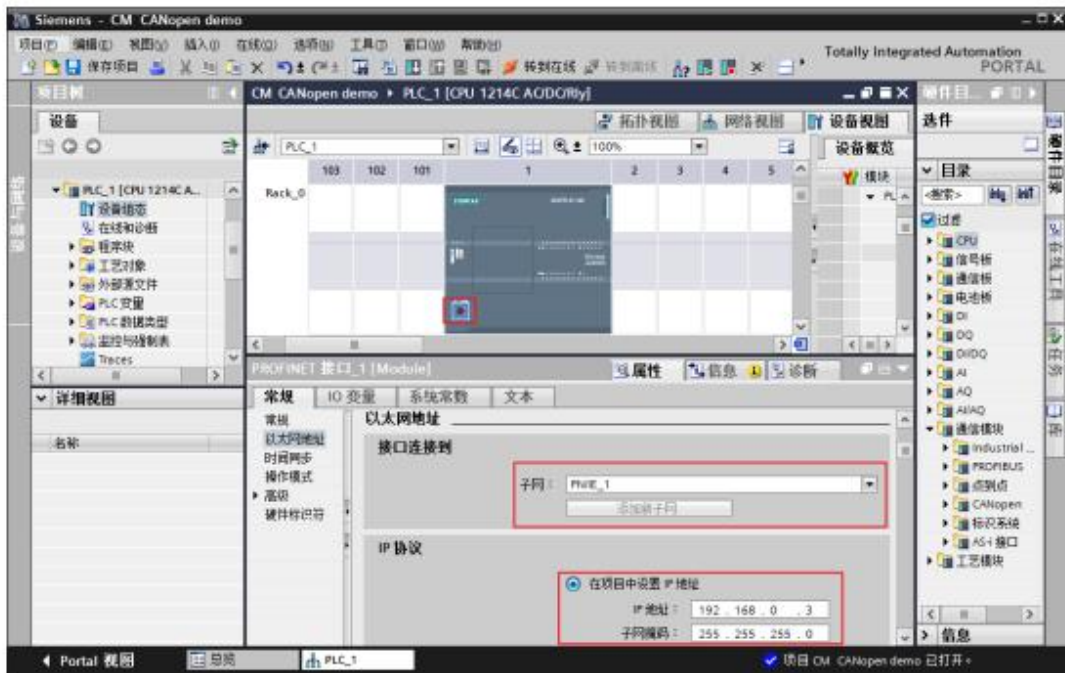 Siemens - CM CANopen demo
项目(P) 编辑(E) 视图(V) 插入(I) 在线(O) 选项(N) 工具(T) 窗口(W) 帮助(H)
Totally Integrated Automation
PORTAL
保存项目 转到在线 转到离线
项目树
CM CANopen demo ▸ PLC_1 [CPU 1214C AC/DC/Rly]
设备
拓扑视图 网络视图 设备视图
选件
PLC_1 100%
设备概览
103 102 101 1 2 3 4 5
模块
目录
Rack_0
<搜索>
过滤
PLC_1 [CPU 1214C A...
设备组态
在线和诊断
程序块
工艺对象
外部源文件
PLC 变量
PLC 数据类型
监控与强制表
Traces
CPU
信号板
通信板
电池板
DI
DQ
DI/DQ
AI
AQ
AI/AQ
通信模块
Industrial ...
PROFIBUS
点到点
CANopen
标识系统
AS-i 接口
工艺模块
硬件目录
在线工具
PROFINET 接口_1 [Module]
属性 信息 诊断
详细视图
名称
常规 IO 变量 系统常数 文本
常规
以太网地址
时间同步
操作模式
高级
硬件标识符
以太网地址
接口连接到
子网： PN/IE_1
添加新子网
IP 协议
在项目中设置 IP 地址
IP 地址： 192 . 168 . 0 . 3
子网掩码： 255 . 255 . 255 . 0
信息
Portal 视图 总览 PLC_1
项目 CM CANopen demo 已打开。